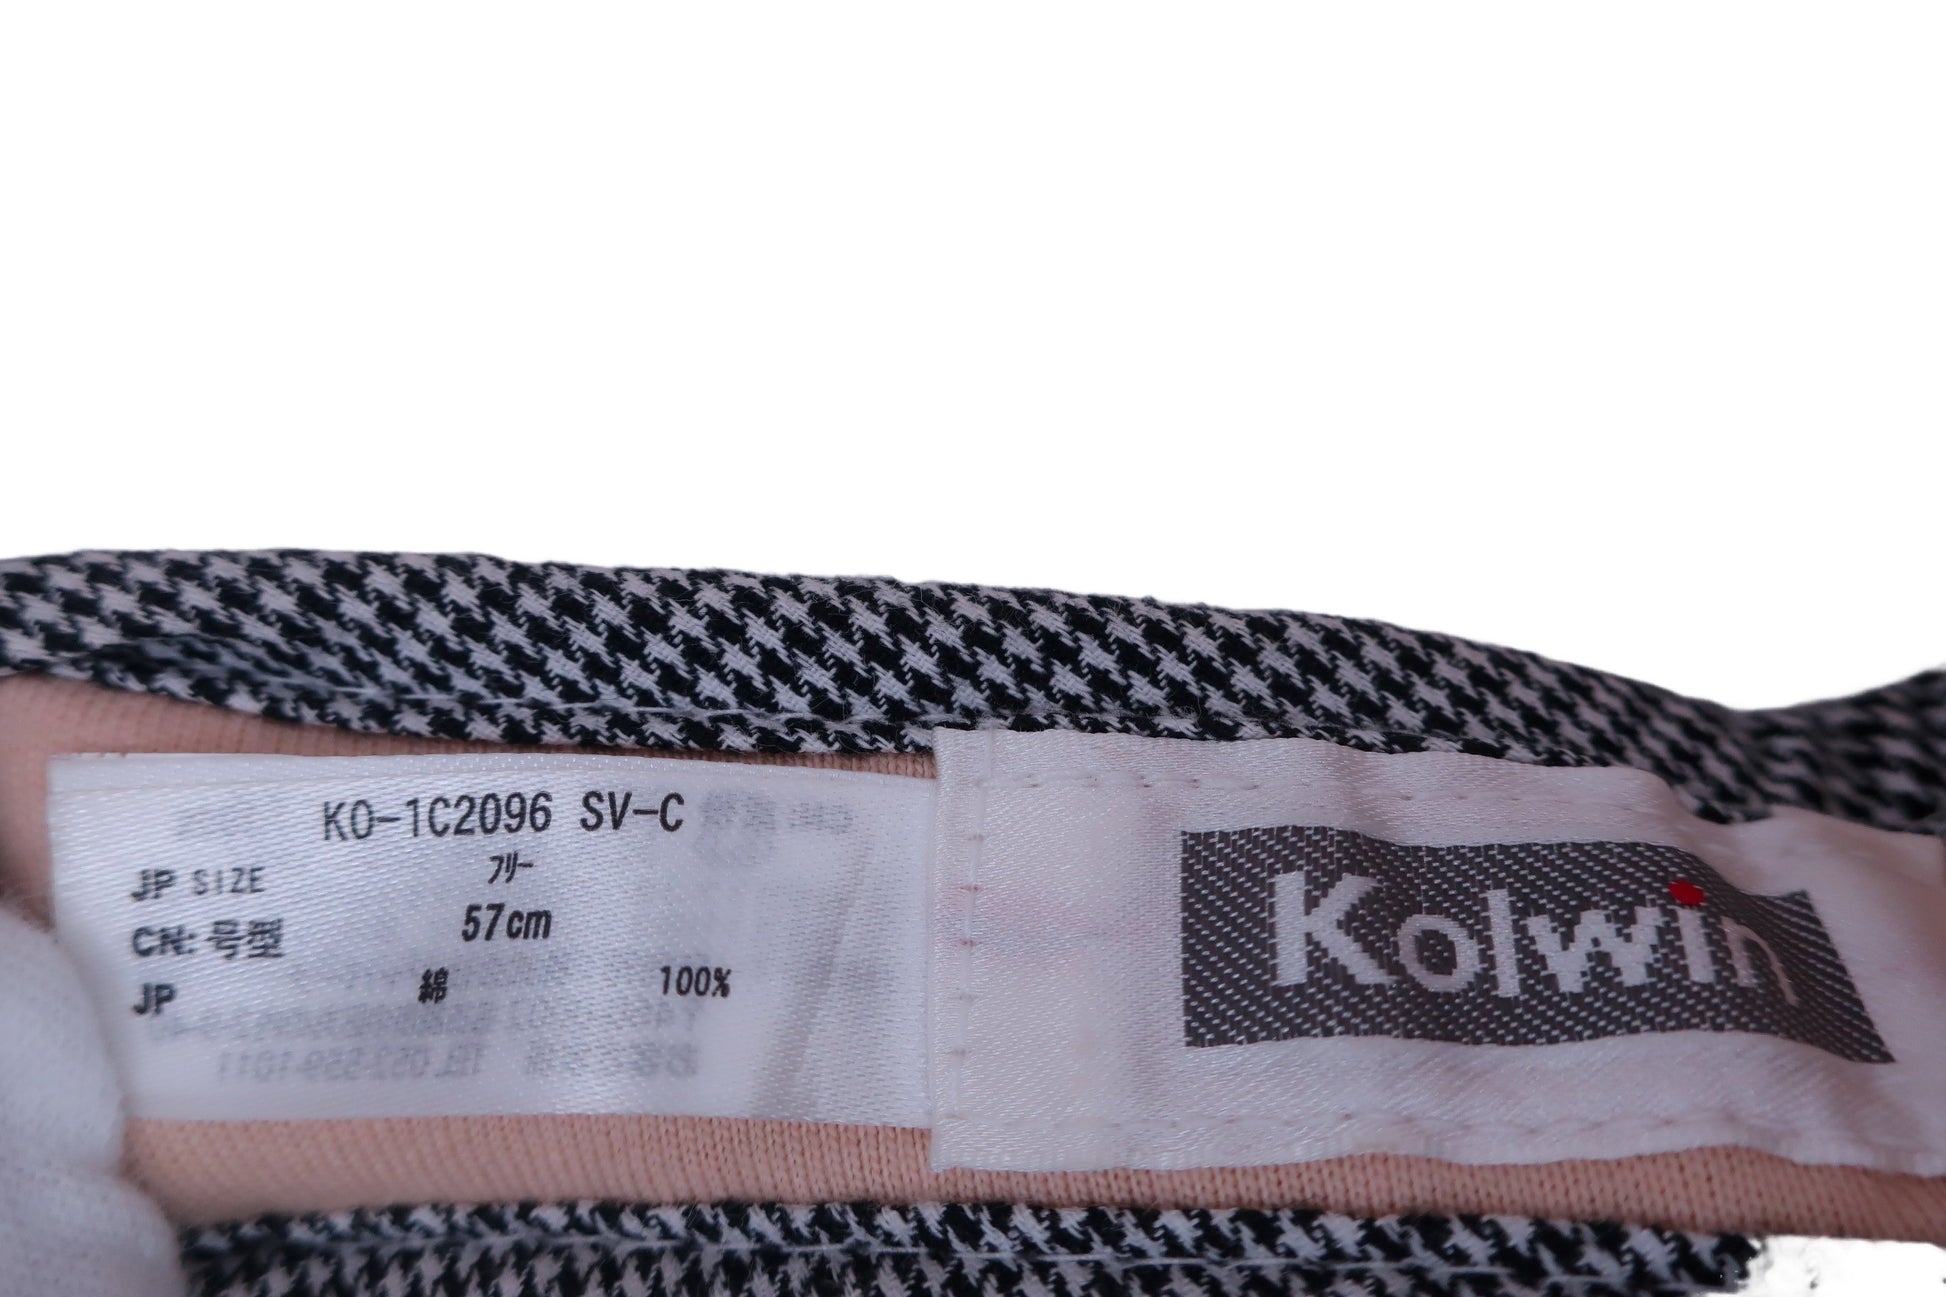 KO-1C2096 SV-C
JP SIZE フリー
CN:号型 57cm
JP 綿 100%
Kolwin